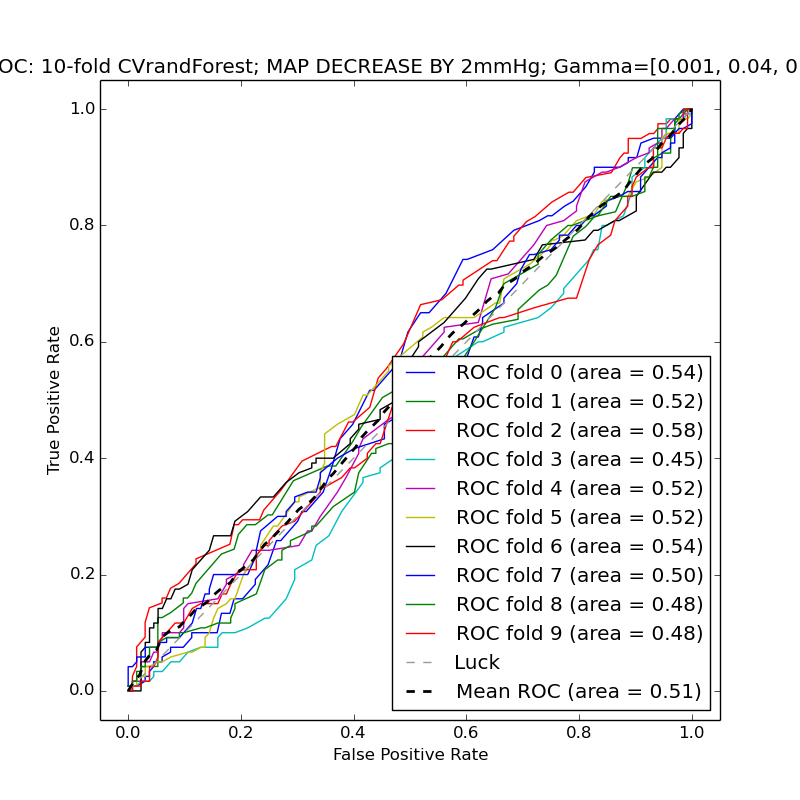 OC: 10-fold CVrandForest; MAP DECREASE BY 2mmHg; Gamma=[0.001, 0.04, 0
1.0
0.8
0.6
0.4
0.2
0.0
True Positive Rate
ROC fold 0 (area = 0.54)
ROC fold 1 (area = 0.52)
ROC fold 2 (area = 0.58)
ROC fold 3 (area = 0.45)
ROC fold 4 (area = 0.52)
ROC fold 5 (area = 0.52)
ROC fold 6 (area = 0.54)
ROC fold 7 (area = 0.50)
ROC fold 8 (area = 0.48)
ROC fold 9 (area = 0.48)
Luck
Mean ROC (area = 0.51)
0.0 0.2 0.4 0.6 0.8 1.0
False Positive Rate